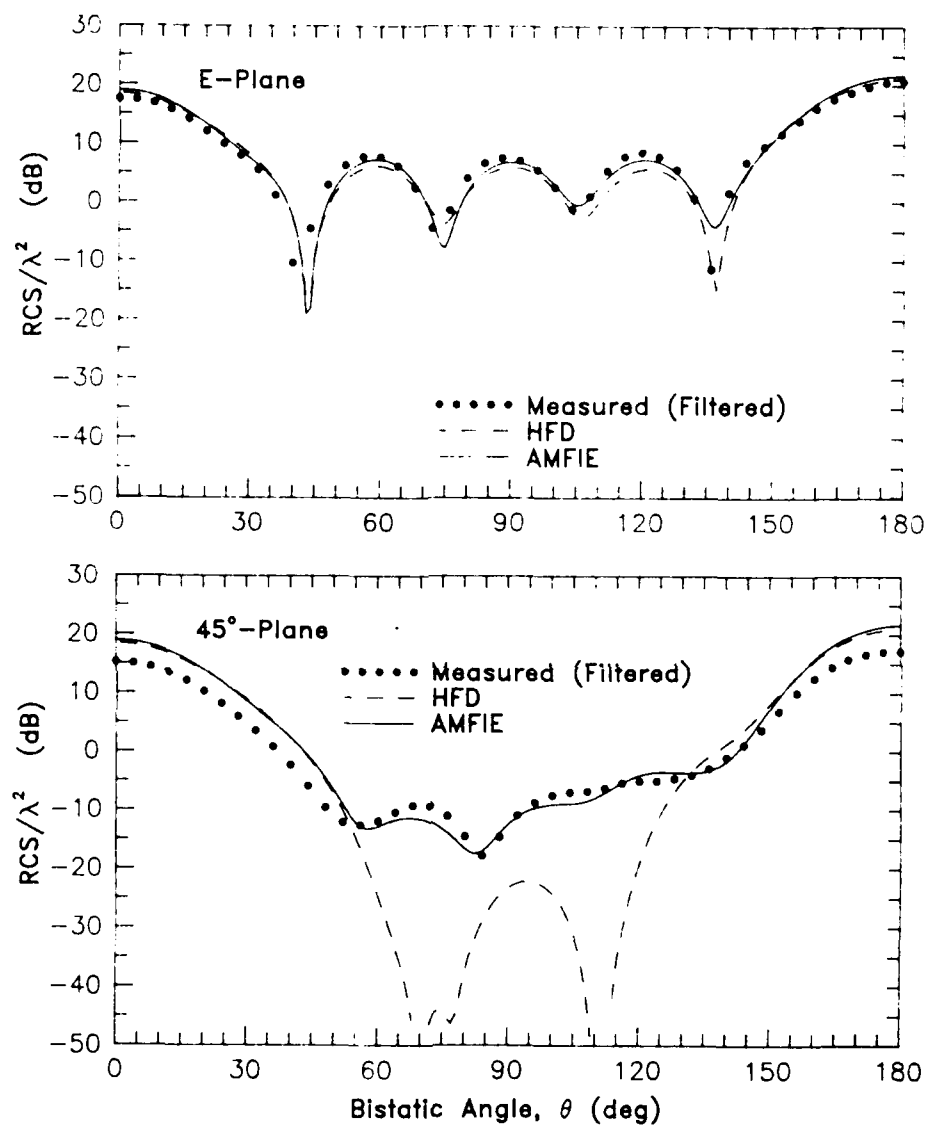 30
20
10
0
−10
−20
−30
−40
−50
RCS/λ² (dB)
E−Plane
Measured (Filtered)
HFD
AMFIE
0 30 60 90 120 150 180
30
20
10
0
−10
−20
−30
−40
−50
RCS/λ² (dB)
45°−Plane
Measured (Filtered)
HFD
AMFIE
0 30 60 90 120 150 180
Bistatic Angle, θ (deg)